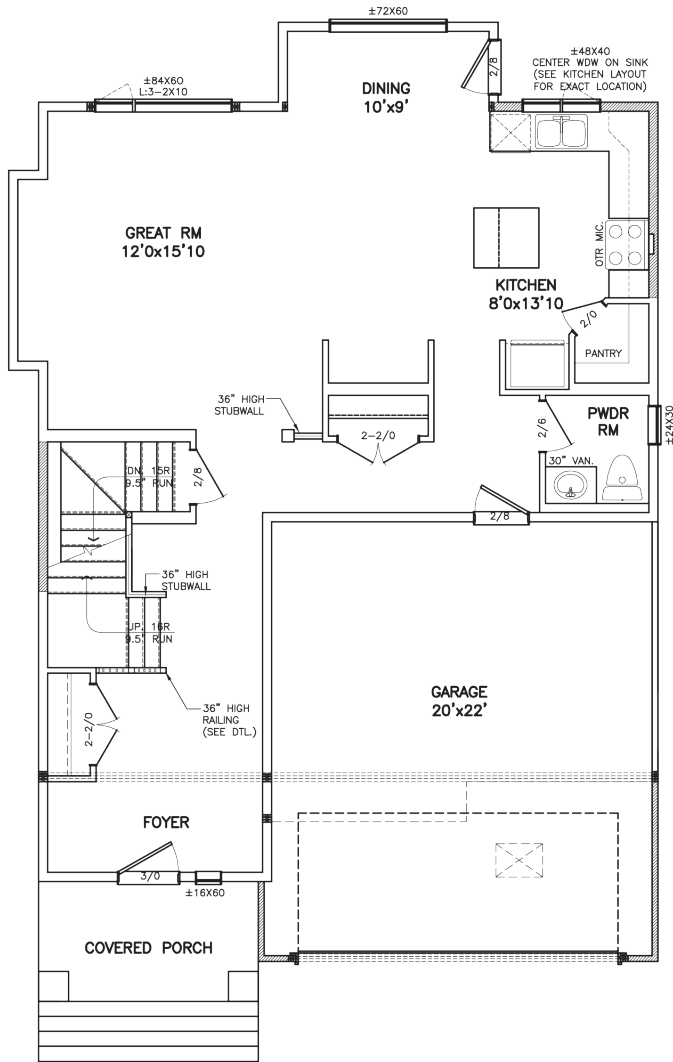 ±72X60
±84X60
L:3-2X10
2/8
±48X40
CENTER WDW ON SINK
(SEE KITCHEN LAYOUT
FOR EXACT LOCATION)
DINING
10'x9'
GREAT RM
12'0x15'10
OTR MIC.
KITCHEN
8'0x13'10
2/0
PANTRY
36" HIGH
STUBWALL
2-2/0
2/6
PWDR
RM
±24X30
30" VAN.
2/8
DN. 15R
9.5" RUN
2/8
36" HIGH
STUBWALL
UP. 16R
9.5" RUN
36" HIGH
RAILING
(SEE DTL.)
2-2/0
GARAGE
20'x22'
FOYER
3/0
±16X60
COVERED PORCH